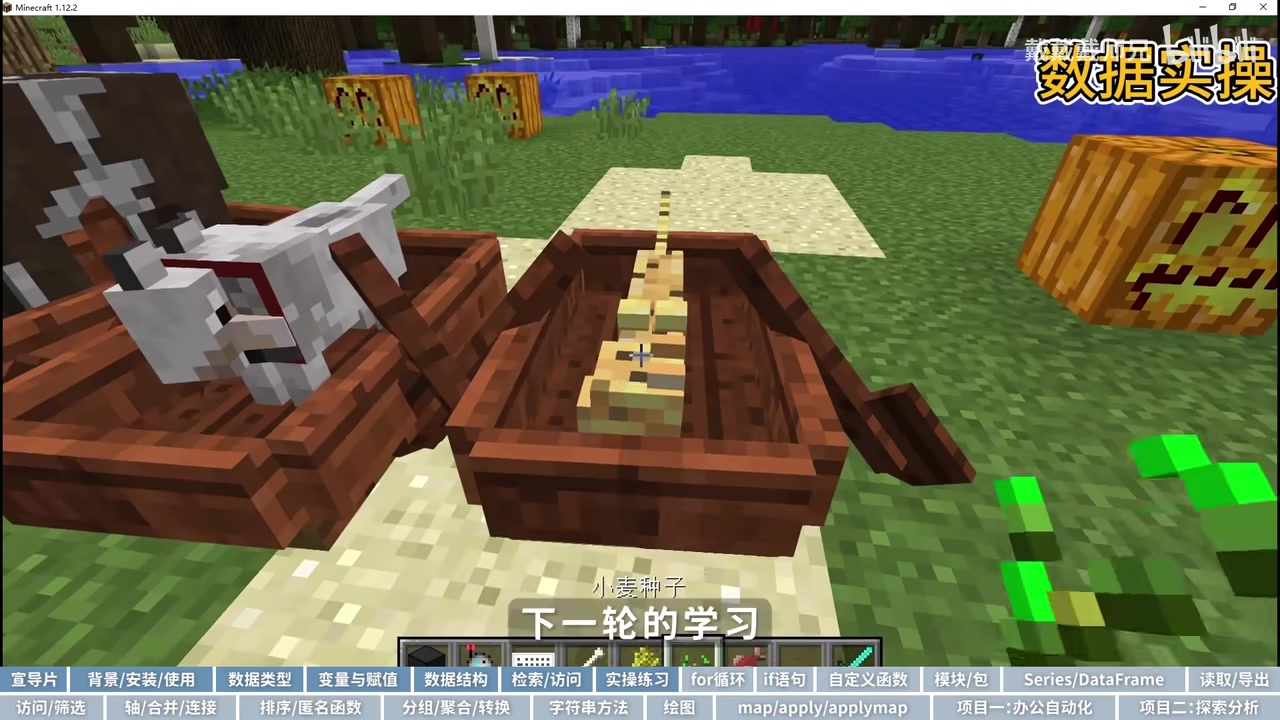 Minecraft 1.12.2
数据实操
小麦种子
下一轮的学习
宣导片 背景/安装/使用 数据类型 变量与赋值 数据结构 检索/访问 实操练习 for循环 if语句 自定义函数 模块/包 Series/DataFrame 读取/导出
访问/筛选 轴/合并/连接 排序/匿名函数 分组/聚合/转换 字符串方法 绘图 map/apply/applymap 项目一:办公自动化 项目二:探索分析